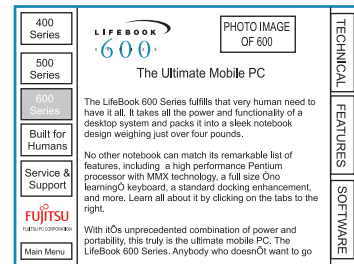 400
Series
500
Series
600
Series
Built for
Humans
Service &
Support
FUJITSU
FUJITSU PC CORPORATION
Main Menu
LIFEBOOK
600
PHOTO IMAGE
OF 600
The Ultimate Mobile PC
The LifeBook 600 Series fulfills that very human need to
have it all. It takes all the power and functionality of a
desktop system and packs it into a sleek notebook
design weighing just over four pounds.
No other notebook can match its remarkable list of
features, including a high performance Pentium
processor with MMX technology, a full size Òno
learningÓ keyboard, a standard docking enhancement,
and more. Learn all about it by clicking on the tabs to the
right.
With itÕs unprecedented combination of power and
portability, this truly is the ultimate mobile PC. The
LifeBook 600 Series. Anybody who doesnÕt want to go
TECHNICAL
FEATURES
SOFTWARE